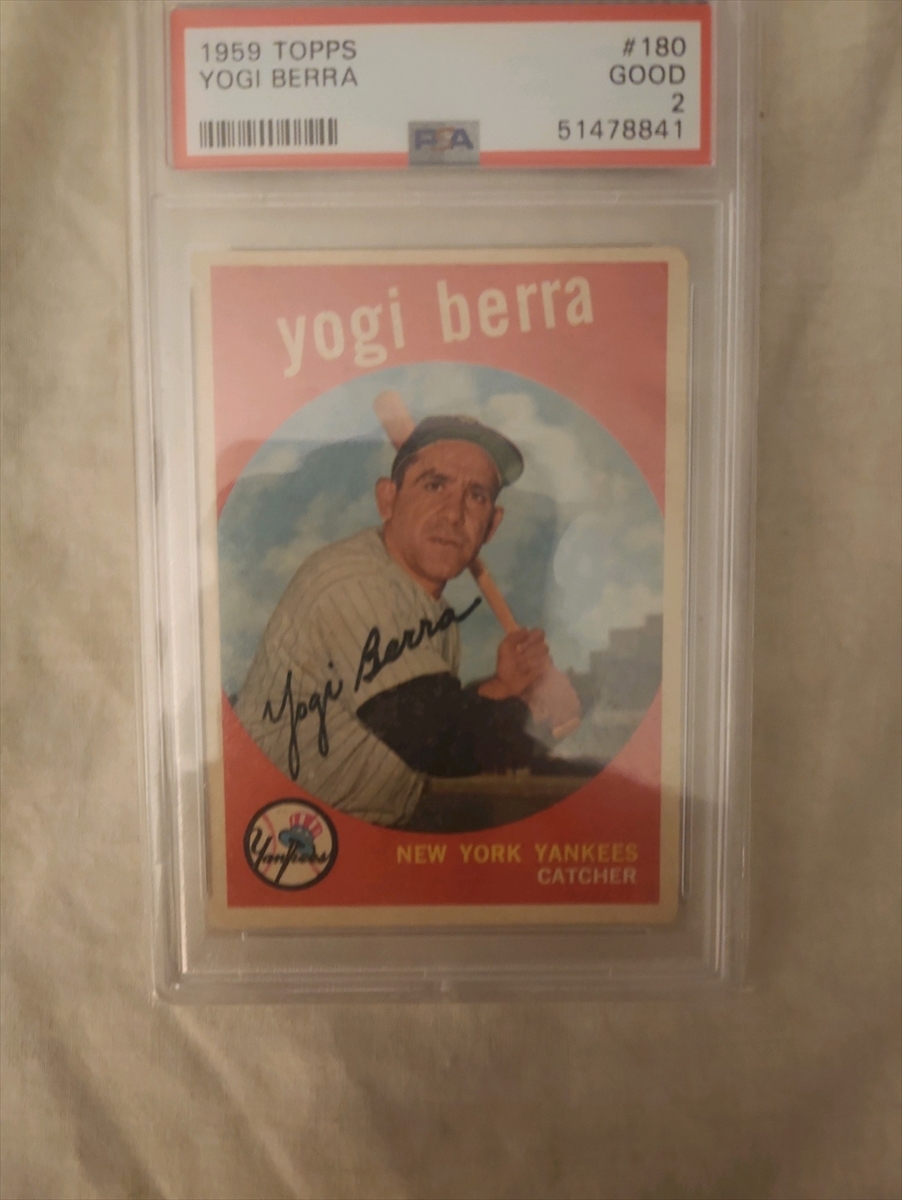 1959 TOPPS #180
YOGI BERRA GOOD
2
PSA 51478841
yogi berra
Yogi Berra
Yankees
NEW YORK YANKEES
CATCHER